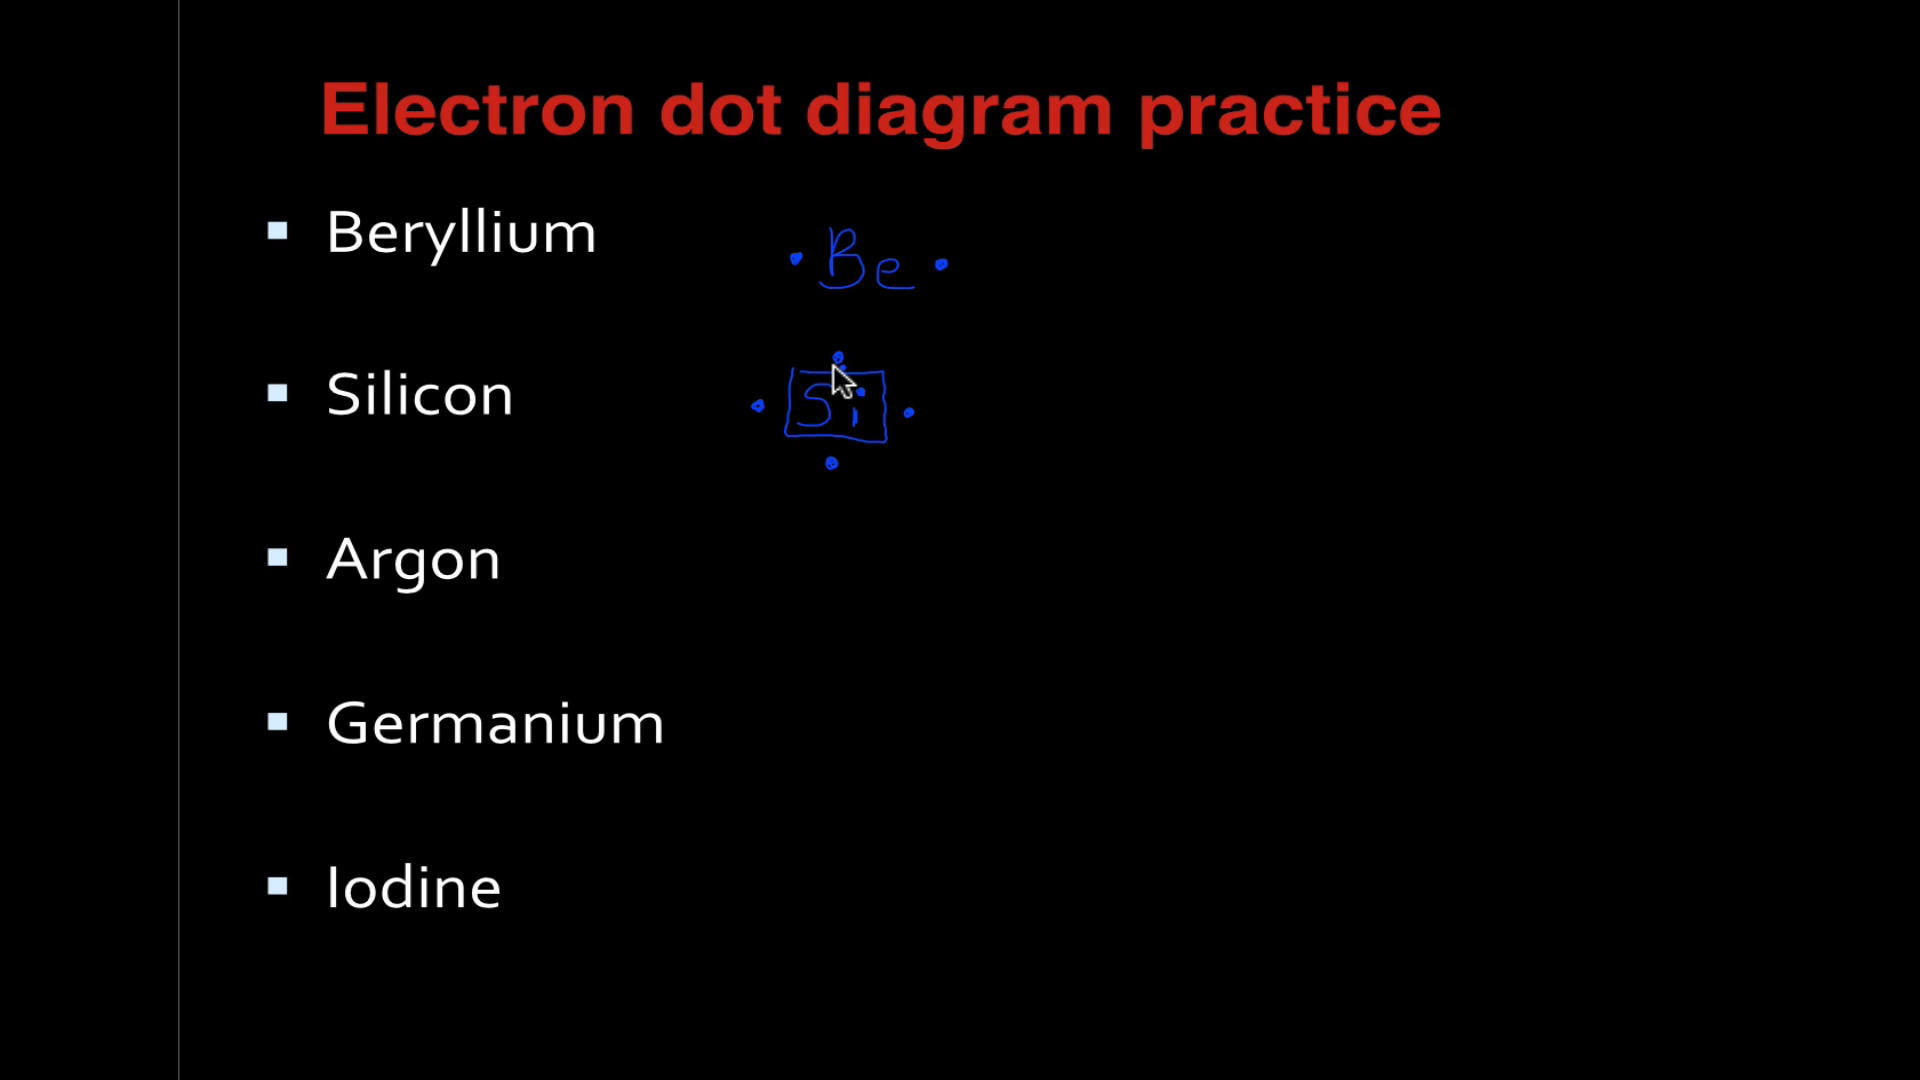 Electron dot diagram practice
Beryllium
Be
Silicon
Si
Argon
Germanium
Iodine